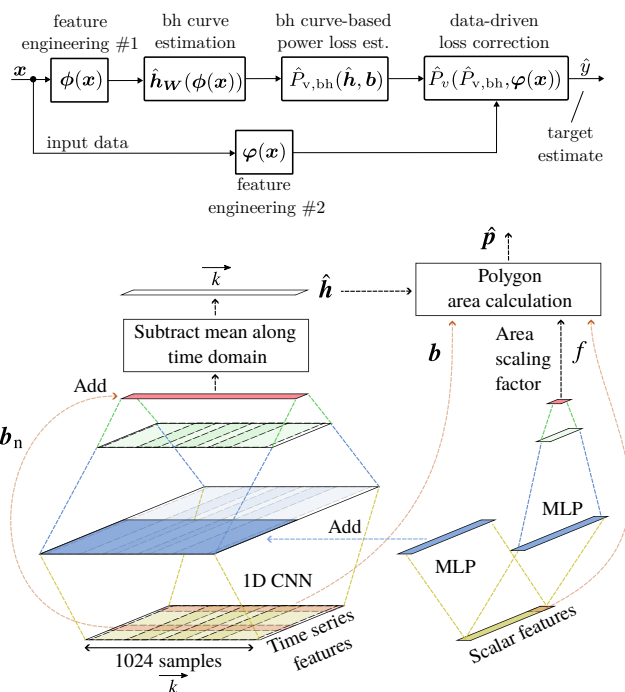 feature
engineering #1
bh curve
estimation
bh curve-based
power loss est.
data-driven
loss correction
x
ϕ(x)
ĥ_W(ϕ(x))
P̂_v,bh(ĥ, b)
P̂_v(P̂_v,bh, φ(x))
ŷ
input data
φ(x)
target
estimate
feature
engineering #2
p̂
k
ĥ
Polygon
area calculation
Subtract mean along
time domain
b
Area
scaling
factor
f
Add
b_n
Add
MLP
MLP
1D CNN
Time series
features
Scalar features
1024 samples
k